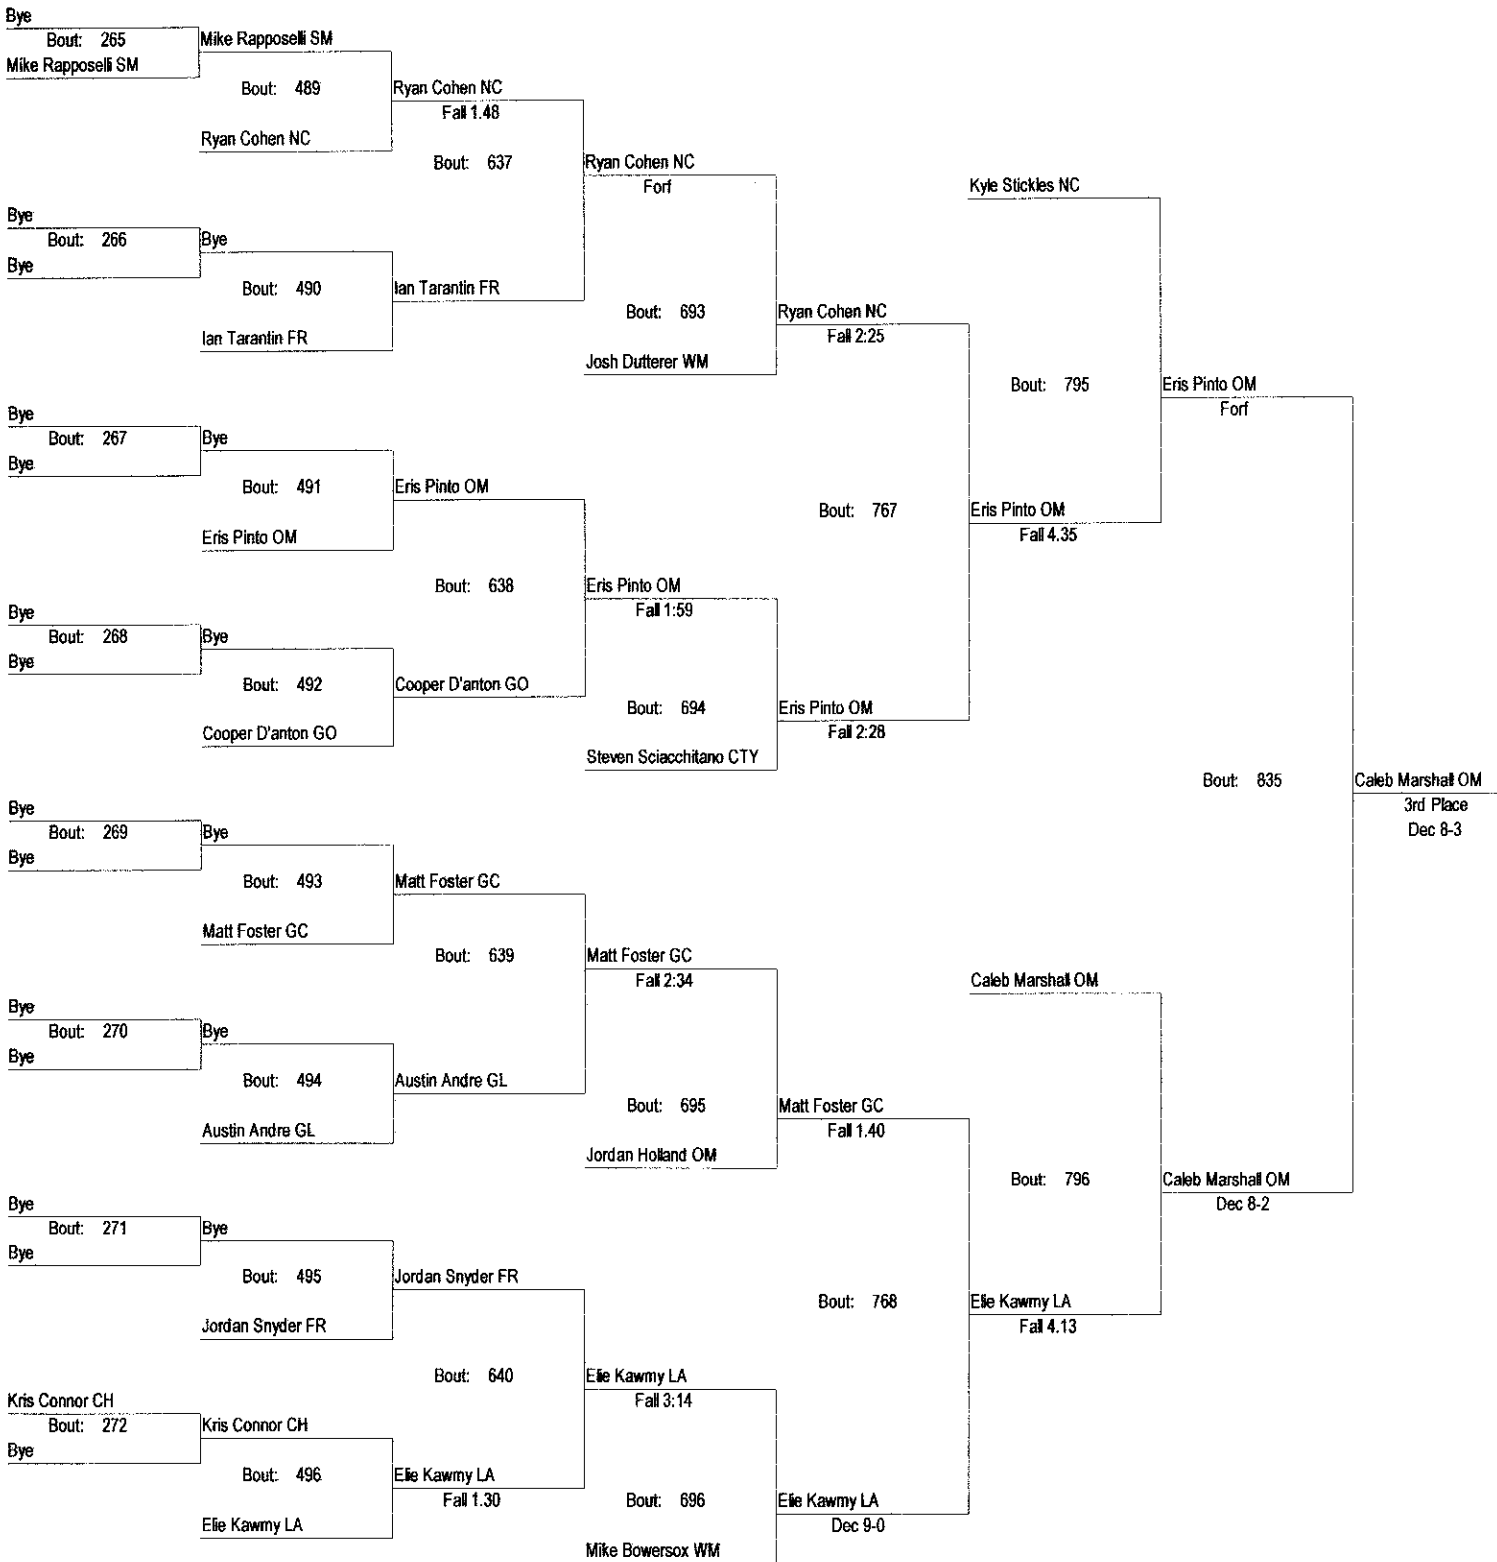 Bye
Bout: 265
Mike Rapposelli SM
Mike Rapposelli SM
Bout: 489
Ryan Cohen NC
Ryan Cohen NC
Fall 1.48
Bout: 637
Bye
Bout: 266
Bye
Bye
Bout: 490
Ian Tarantin FR
Ian Tarantin FR
Ryan Cohen NC
Forf
Bout: 693
Josh Dutterer WM
Ryan Cohen NC
Fall 2:25
Bye
Bout: 267
Bye
Bye
Bout: 491
Eris Pinto OM
Eris Pinto OM
Bout: 638
Bye
Bout: 268
Bye
Bye
Bout: 492
Cooper D'anton GO
Cooper D'anton GO
Eris Pinto OM
Fall 1:59
Bout: 694
Steven Sciacchitano CTY
Eris Pinto OM
Fall 2:28
Bout: 767
Kyle Stickles NC
Bout: 795
Eris Pinto OM
Fall 4.35
Eris Pinto OM
Forf
Bout: 835
Caleb Marshall OM
3rd Place
Dec 8-3
Bye
Bout: 269
Bye
Bye
Bout: 493
Matt Foster GC
Matt Foster GC
Bout: 639
Bye
Bout: 270
Bye
Bye
Bout: 494
Austin Andre GL
Austin Andre GL
Matt Foster GC
Fall 2:34
Bout: 695
Jordan Holland OM
Matt Foster GC
Fall 1.40
Bye
Bout: 271
Bye
Bye
Bout: 495
Jordan Snyder FR
Jordan Snyder FR
Bout: 640
Kris Connor CH
Bout: 272
Bye
Kris Connor CH
Bout: 496
Elie Kawmy LA
Elie Kawmy LA
Fall 1.30
Elie Kawmy LA
Fall 3:14
Bout: 696
Mike Bowersox WM
Elie Kawmy LA
Dec 9-0
Bout: 768
Caleb Marshall OM
Bout: 796
Elie Kawmy LA
Fall 4.13
Caleb Marshall OM
Dec 8-2